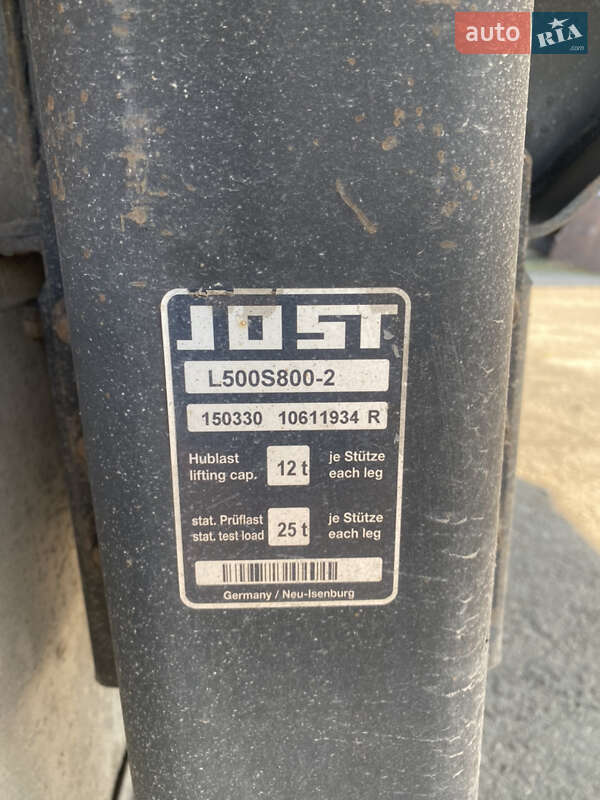 auto RIA .com
JOST
L500S800-2
150330 10611934 R
Hublast 12 t je Stütze
lifting cap. each leg
stat. Prüflast 25 t je Stütze
stat. test load each leg
Germany / Neu-Isenburg